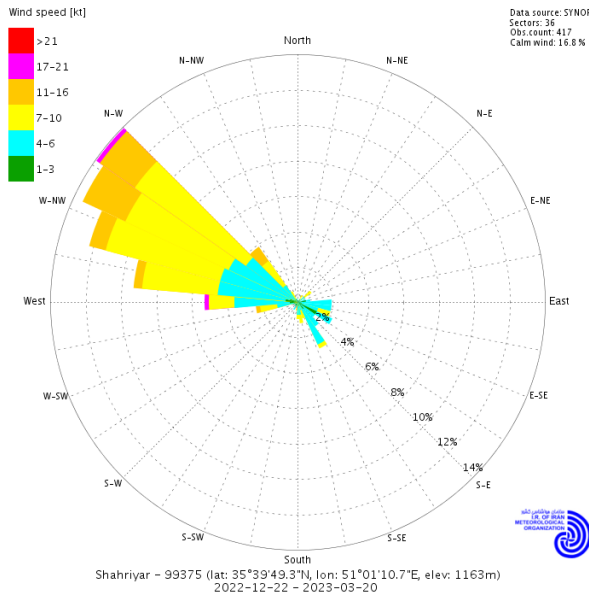 Wind speed [kt]
>21
17-21
11-16
7-10
4-6
1-3
Data source: SYNOP
Sectors: 36
Obs.count: 417
Calm wind: 16.8 %
North
N-NW
N-NE
N-W
N-E
W-NW
E-NE
West
East
2%
4%
6%
8%
10%
12%
14%
W-SW
E-SE
S-W
S-E
S-SW
S-SE
South
I.R. OF IRAN
METEOROLOGICAL
ORGANIZATION
Shahriyar - 99375 (lat: 35°39'49.3"N, lon: 51°01'10.7"E, elev: 1163m)
2022-12-22 - 2023-03-20